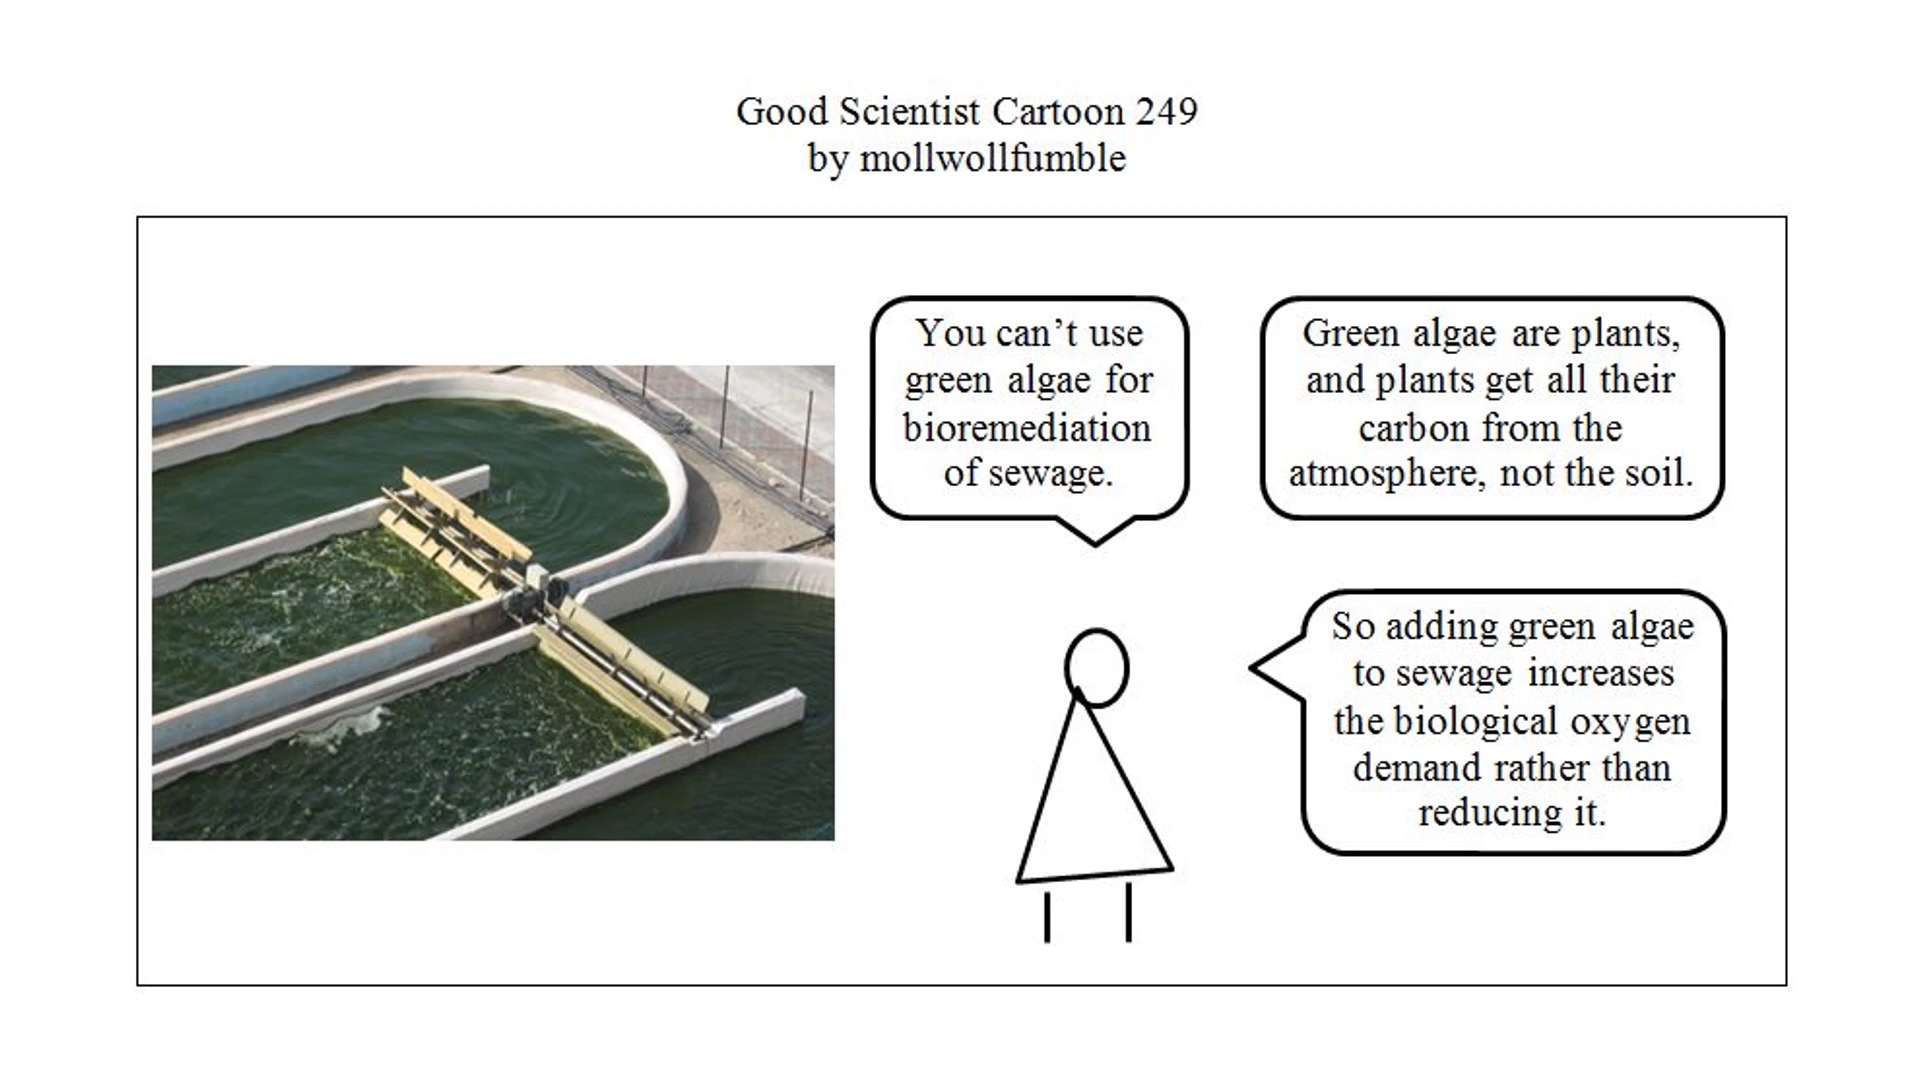 Good Scientist Cartoon 249
by mollwollfumble
You can’t use
green algae for
bioremediation
of sewage.
Green algae are plants,
and plants get all their
carbon from the
atmosphere, not the soil.
So adding green algae
to sewage increases
the biological oxygen
demand rather than
reducing it.